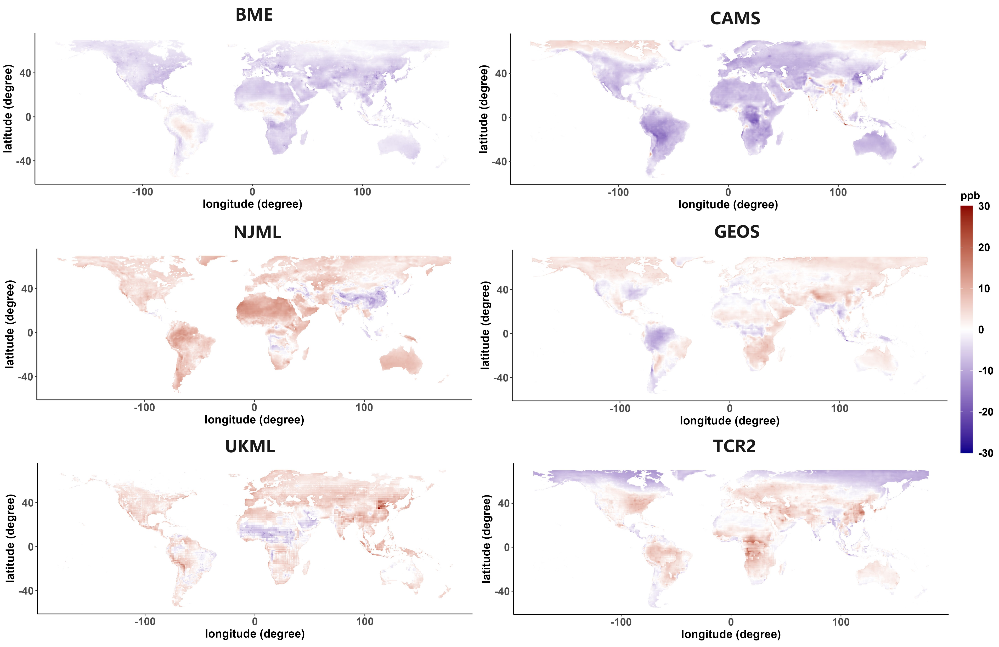 BME
latitude (degree)
40
0
-40
-100 0 100
longitude (degree)
CAMS
latitude (degree)
40
0
-40
-100 0 100
longitude (degree)
NJML
latitude (degree)
40
0
-40
-100 0 100
longitude (degree)
GEOS
latitude (degree)
40
0
-40
-100 0 100
longitude (degree)
UKML
latitude (degree)
40
0
-40
-100 0 100
longitude (degree)
TCR2
latitude (degree)
40
0
-40
-100 0 100
longitude (degree)
ppb
30
20
10
0
-10
-20
-30